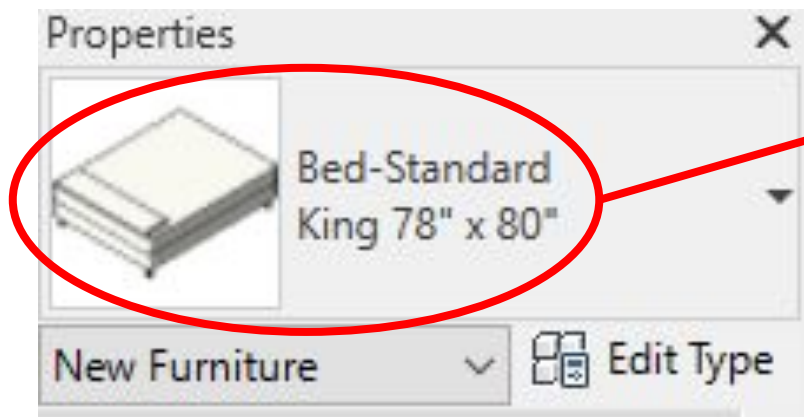 Properties
Bed-Standard
King 78" x 80"
New Furniture
Edit Type